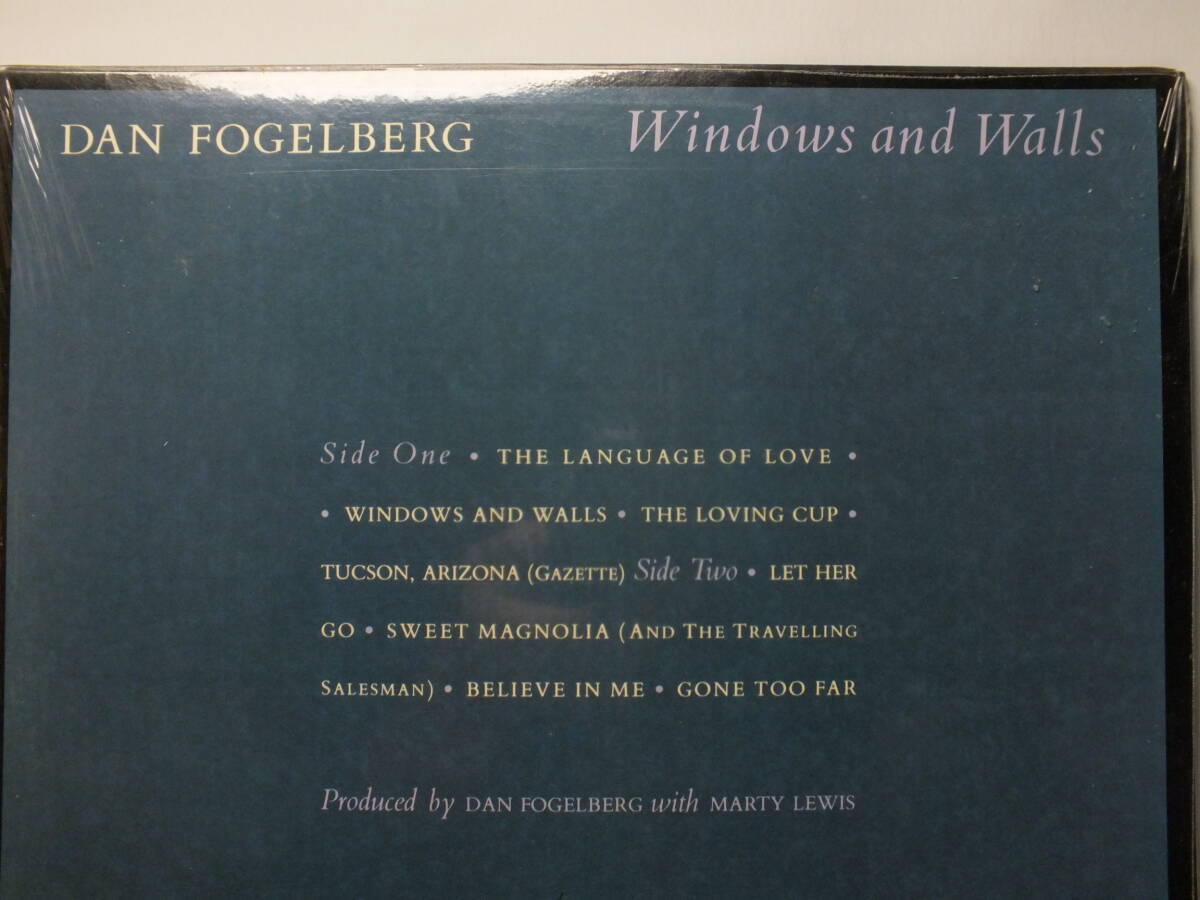 DAN FOGELBERG Windows and Walls
Side One • THE LANGUAGE OF LOVE •
• WINDOWS AND WALLS • THE LOVING CUP •
TUCSON, ARIZONA (GAZETTE) Side Two • LET HER
GO • SWEET MAGNOLIA (AND THE TRAVELLING
SALESMAN) • BELIEVE IN ME • GONE TOO FAR
Produced by DAN FOGELBERG with MARTY LEWIS